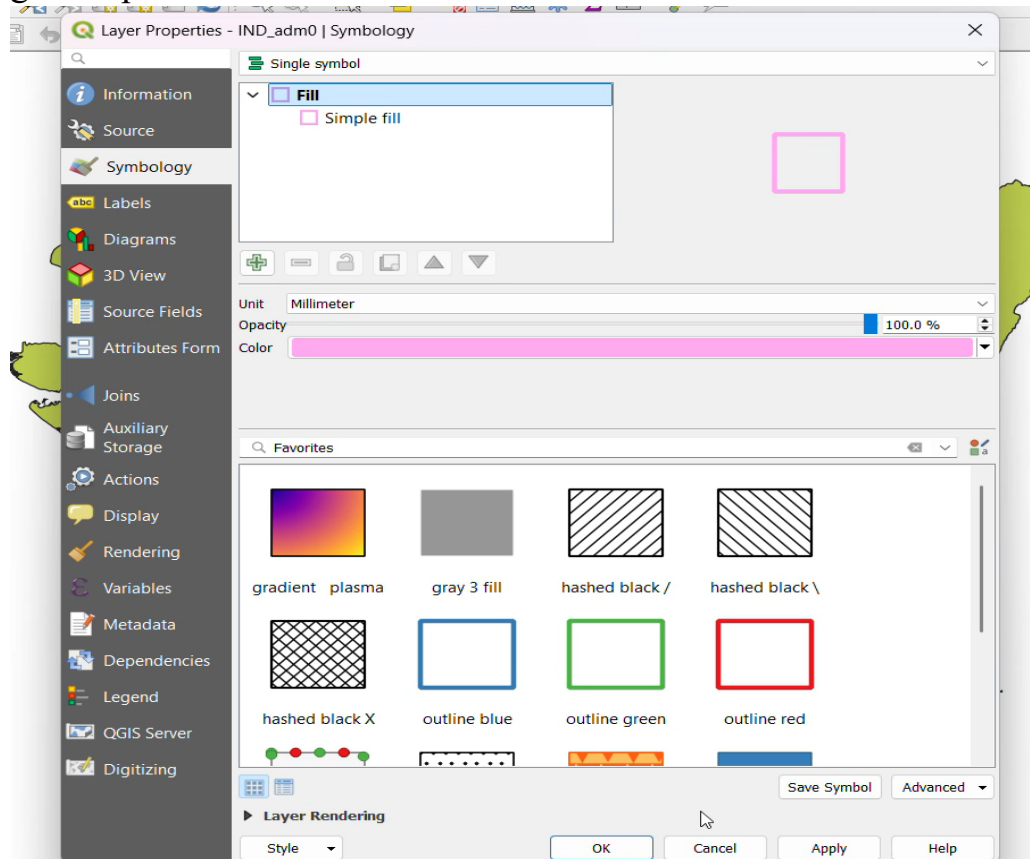 Layer Properties - IND_adm0 | Symbology
Single symbol
Information
Source
Symbology
abc Labels
Diagrams
3D View
Source Fields
Attributes Form
Joins
Auxiliary
Storage
Actions
Display
Rendering
Variables
Metadata
Dependencies
Legend
QGIS Server
Digitizing
Fill
Simple fill
Unit Millimeter
Opacity 100.0 %
Color
Favorites
gradient plasma gray 3 fill hashed black / hashed black \
hashed black X outline blue outline green outline red
Save Symbol Advanced
Layer Rendering
Style OK Cancel Apply Help